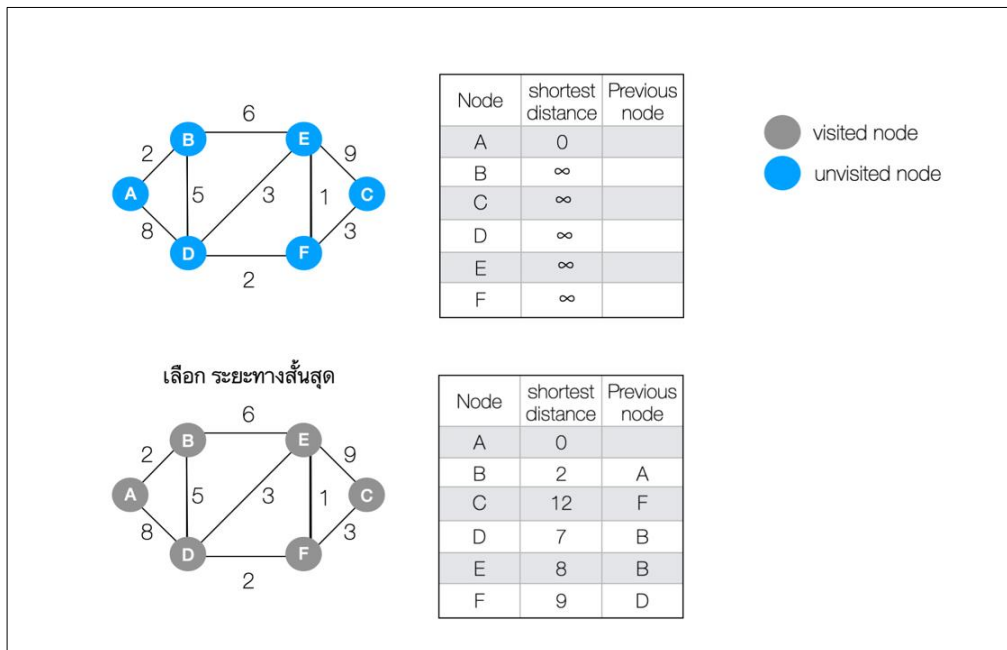 6
B
E
2
9
A
5
3
1
C
8
3
D
F
2
Node shortest distance Previous node
A 0
B ∞
C ∞
D ∞
E ∞
F ∞
visited node
unvisited node
เลือก ระยะทางสั้นสุด
6
B
E
2
9
A
5
3
1
C
8
3
D
F
2
Node shortest distance Previous node
A 0
B 2 A
C 12 F
D 7 B
E 8 B
F 9 D